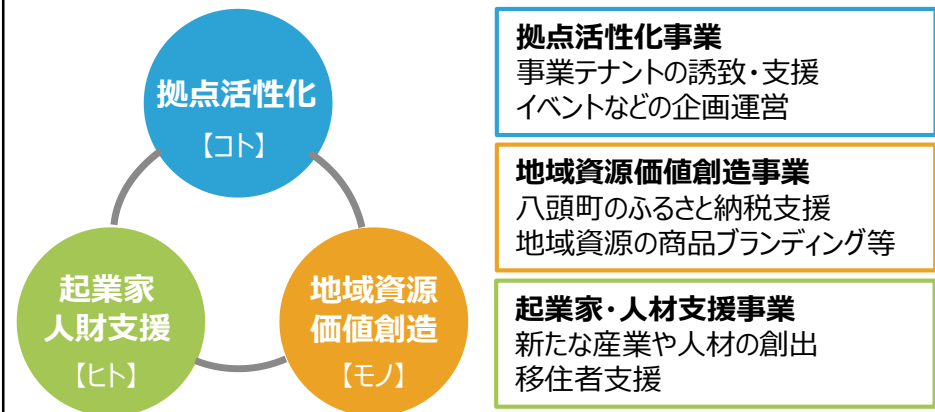 拠点活性化
【コト】
起業家
人財支援
【ヒト】
地域資源
価値創造
【モノ】
拠点活性化事業
事業テナントの誘致・支援
イベントなどの企画運営
地域資源価値創造事業
八頭町のふるさと納税支援
地域資源の商品ブランディング等
起業家・人材支援事業
新たな産業や人材の創出
移住者支援